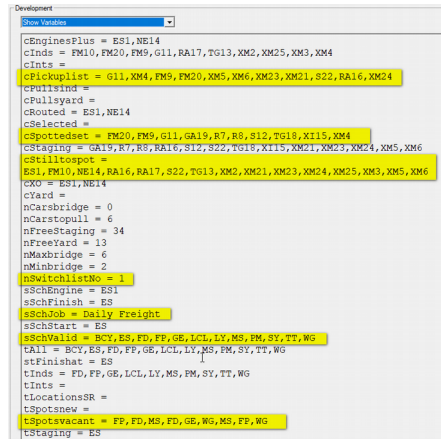 Development
Show Variables
cEnginesPlus = ES1,NE14
cInds = FM10,FM20,FM9,G11,RA17,TG13,XM2,XM25,XM3,XM4
cInts =
cPickuplist = G11,XM4,FM9,FM20,XM5,XM6,XM23,XM21,S22,RA16,XM24
cPullsind =
cPullsyard =
cRouted = ES1,NE14
cSelected =
cSpottedset = FM20,FM9,G11,GA19,R7,R8,S12,TG18,XI15,XM4
cStaging = GA19,R7,R8,RA16,S12,S22,TG18,XI15,XM21,XM23,XM24,XM5,XM6
cStilltospot =
ES1,FM10,NE14,RA16,RA17,S22,TG13,XM2,XM21,XM23,XM24,XM25,XM3,XM5,XM6
cXO = ES1,NE14
cYard =
nCarsbridge = 0
nCarstopull = 6
nFreeStaging = 34
nFreeYard = 13
nMaxbridge = 6
nMinbridge = 2
nSwitchlistNo = 1
sSchEngine = ES1
sSchFinish = ES
sSchJob = Daily Freight
sSchStart = ES
sSchValid = BCY,ES,FD,FP,GE,LCL,LY,MS,PM,SY,TT,WG
tAll = BCY,ES,FD,FP,GE,LCL,LY,MS,PM,SY,TT,WG
stFinishat = ES
tInds = FD,FP,GE,LCL,LY,MS,PM,SY,TT,WG
tInts =
tLocationsSR =
tSpotsnew =
tSpotsvacant = FP,FD,MS,FD,GE,WG,MS,FP,WG
tStaging = ES